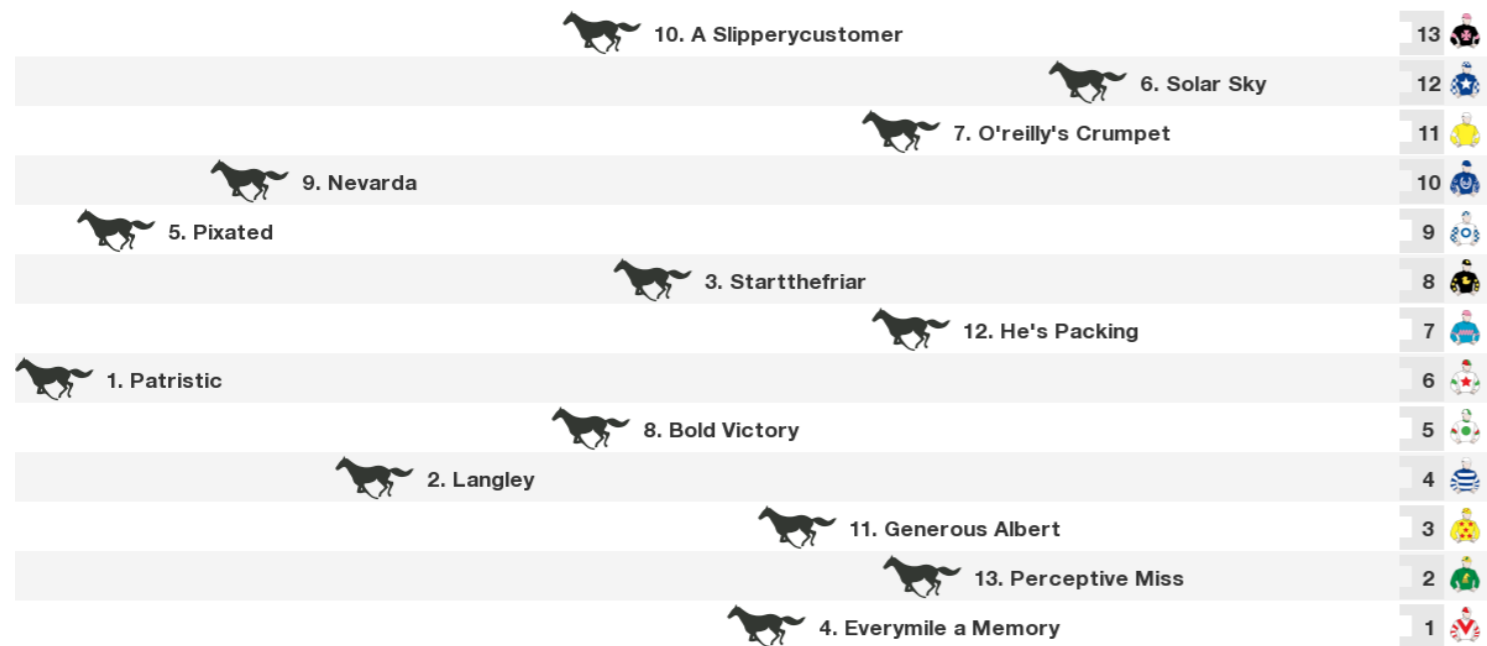 10. A Slipperycustomer 13
6. Solar Sky 12
7. O'reilly's Crumpet 11
9. Nevarda 10
5. Pixated 9
3. Startthefriar 8
12. He's Packing 7
1. Patristic 6
8. Bold Victory 5
2. Langley 4
11. Generous Albert 3
13. Perceptive Miss 2
4. Everymile a Memory 1